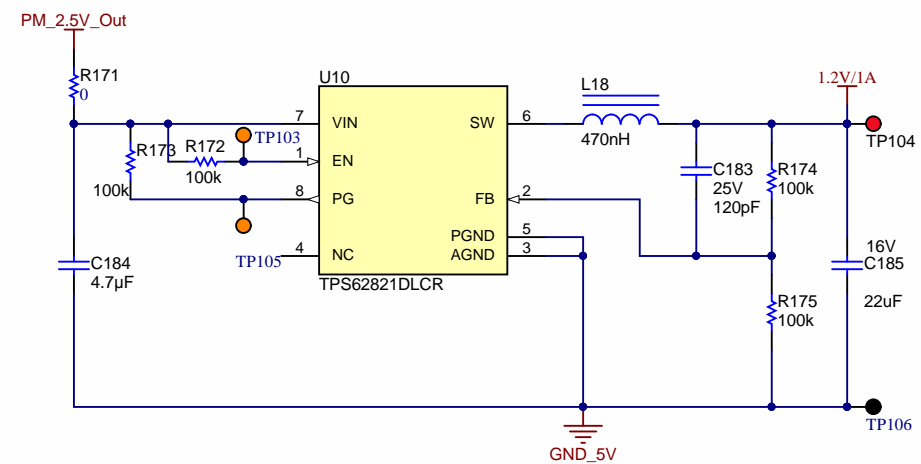 PM_2.5V_Out
R171
0
U10
L18
1.2V/1A
7
VIN
SW
6
TP103
470nH
TP104
R173
R172
1
EN
100k
100k
8
PG
FB
2
C183
25V
120pF
R174
100k
PGND
5
TP105
4
NC
AGND
3
16V
C184
4.7µF
TPS62821DLCR
C185
22uF
R175
100k
TP106
GND_5V